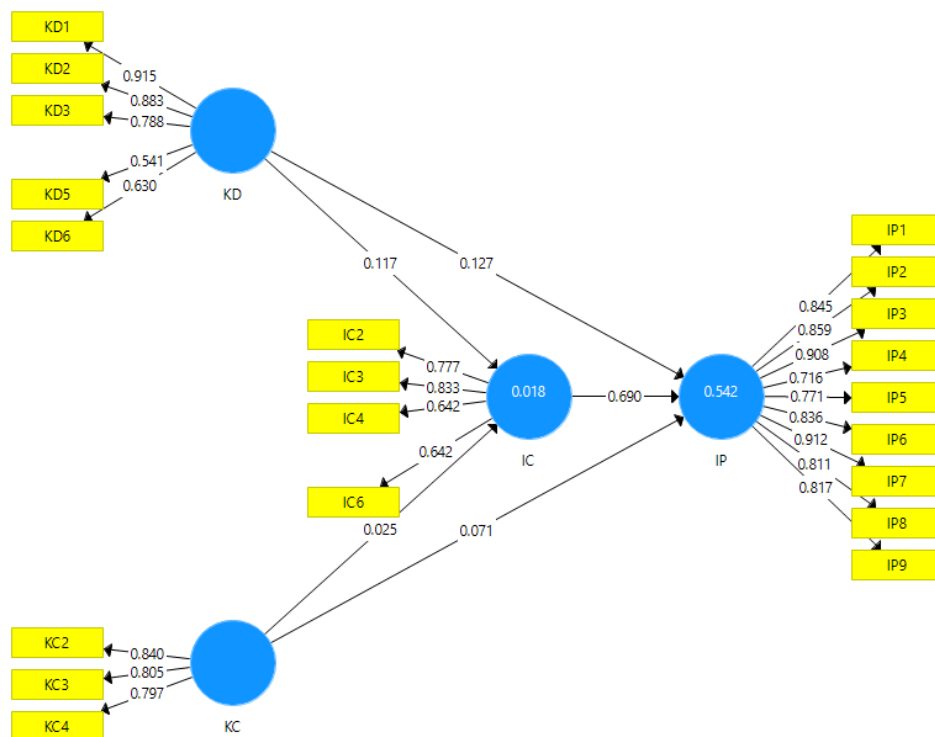 KD1
KD2
KD3
KD5
KD6
0.915
0.883
0.788
0.541
0.630
KD
0.117
0.127
IC2
IC3
IC4
IC6
0.777
0.833
0.642
0.642
0.018
IC
0.690
0.542
IP
0.025
0.071
0.845
0.859
0.908
0.716
0.771
0.836
0.912
0.811
0.817
IP1
IP2
IP3
IP4
IP5
IP6
IP7
IP8
IP9
KC2
KC3
KC4
0.840
0.805
0.797
KC